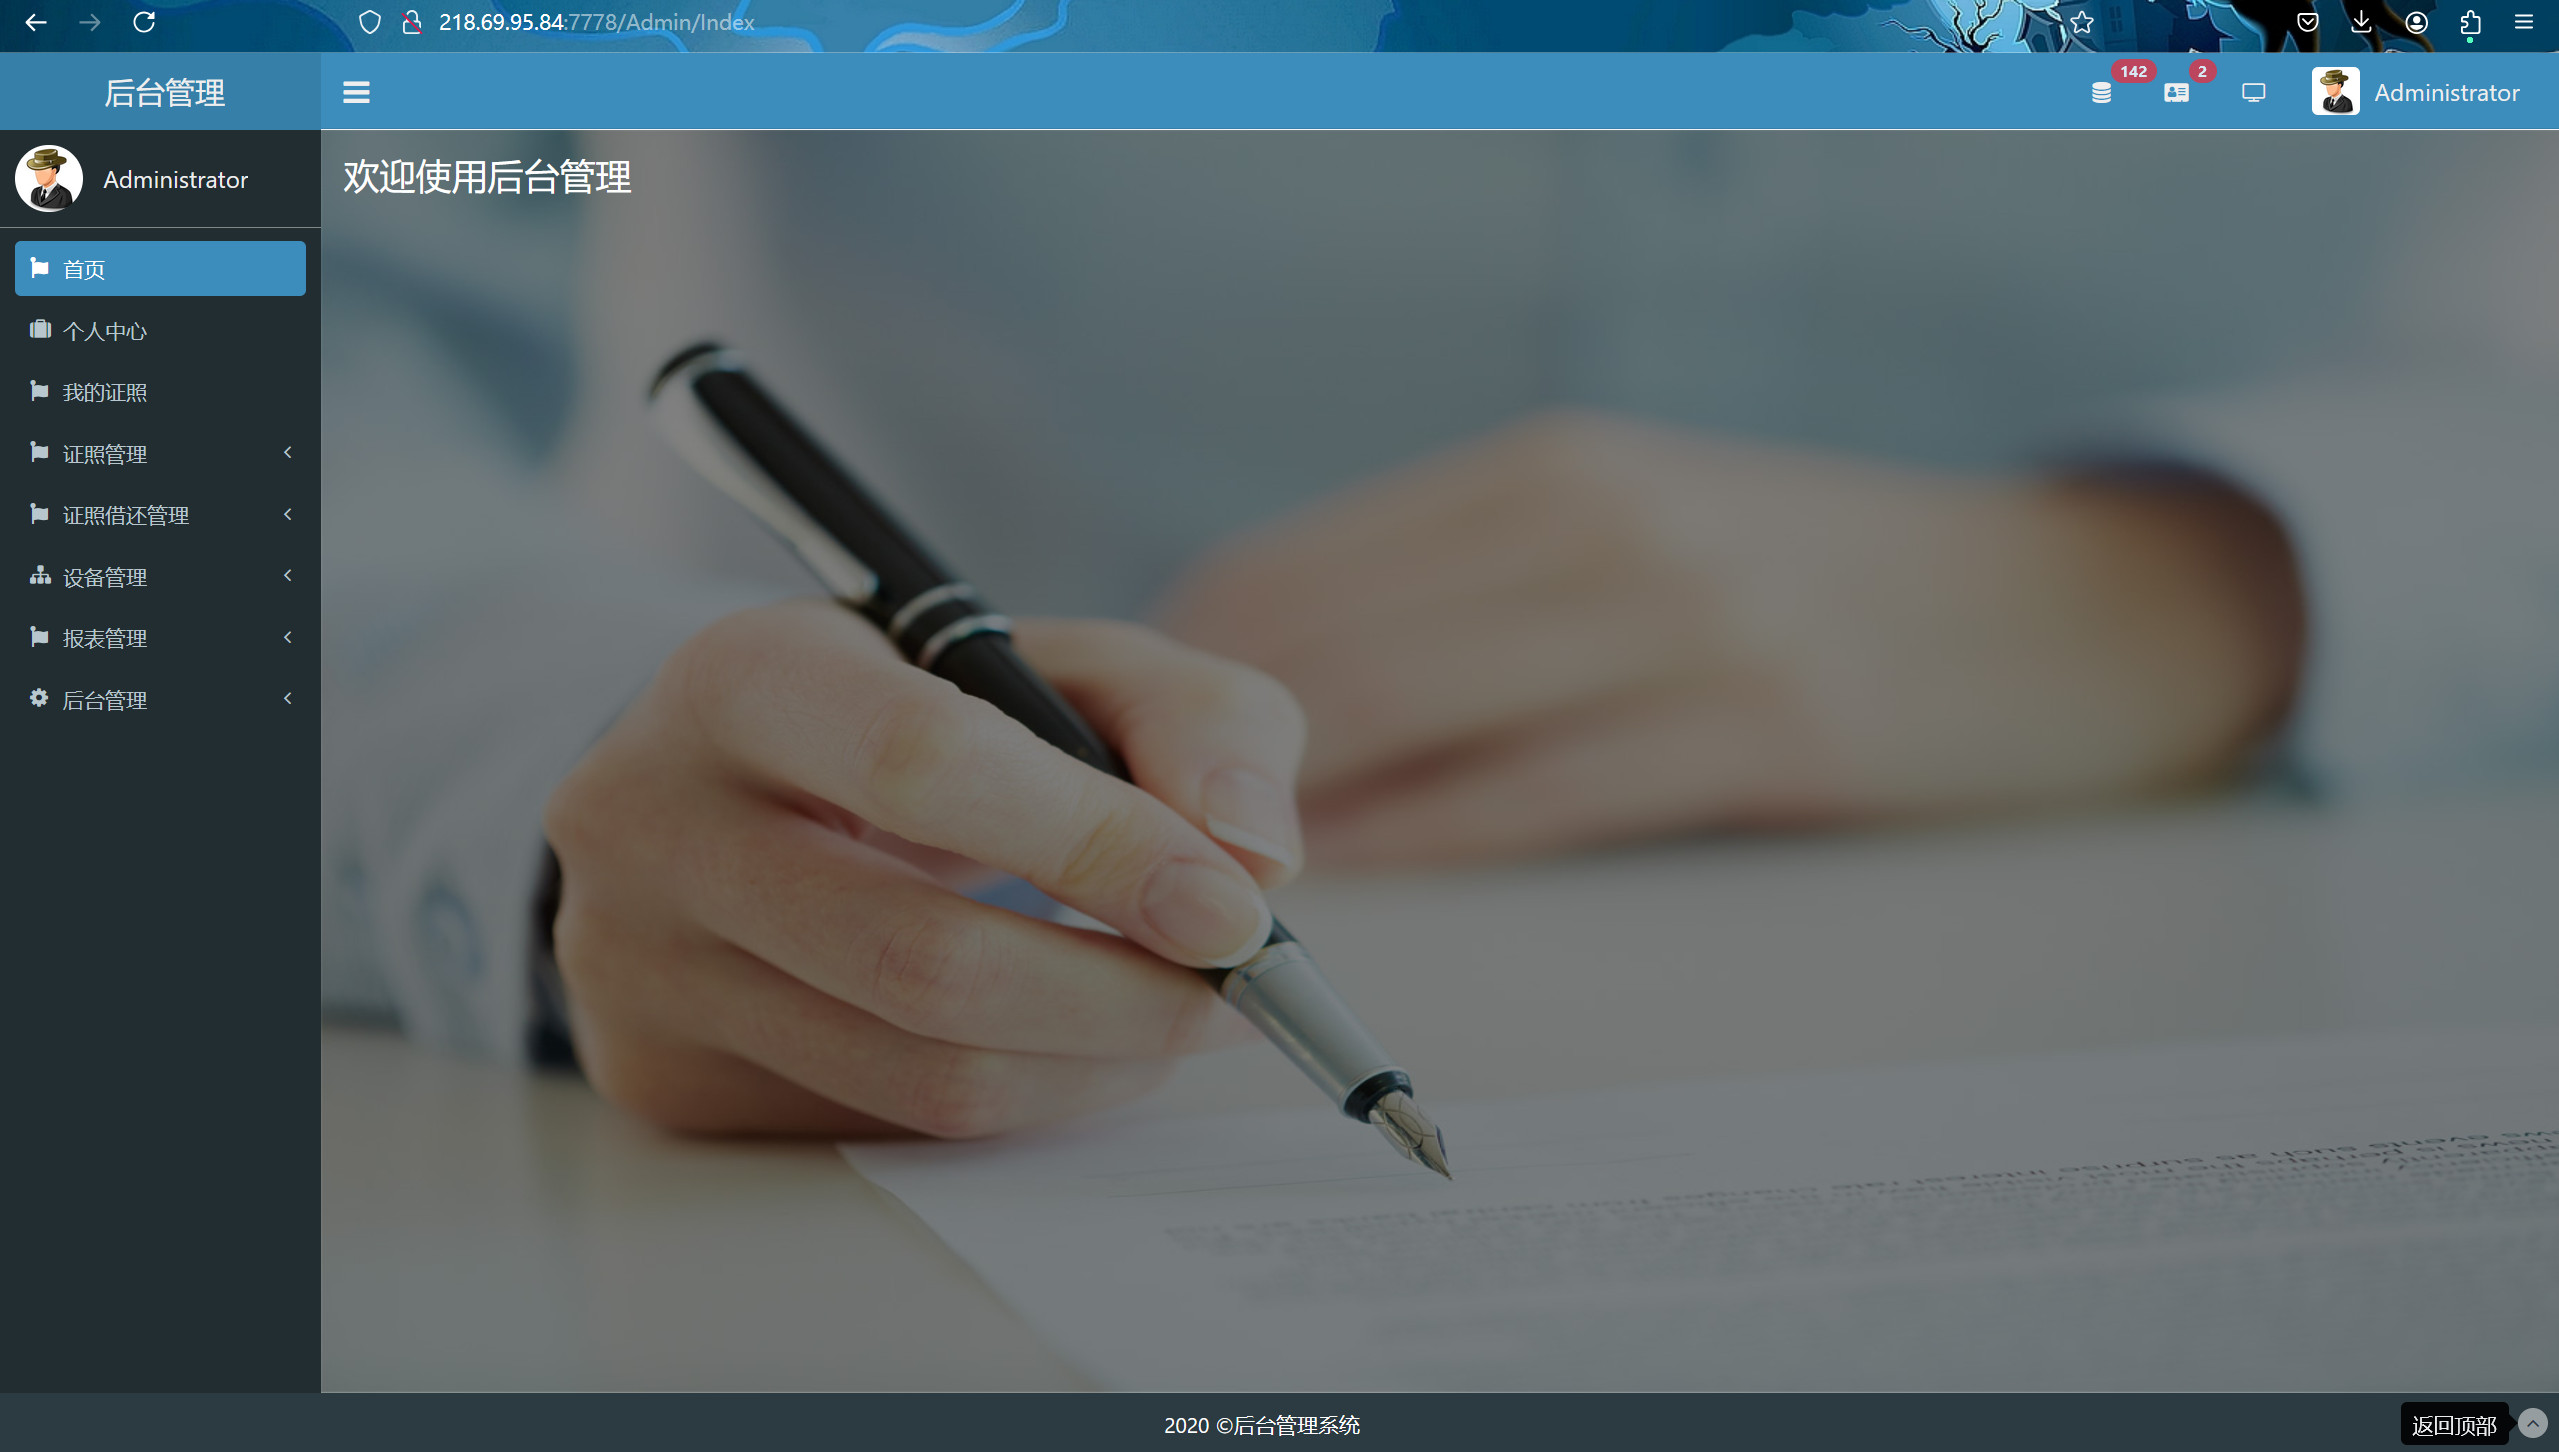 218.69.95.84:7778/Admin/Index
后台管理
142
2
Administrator
Administrator
欢迎使用后台管理
首页
个人中心
我的证照
证照管理
证照借还管理
设备管理
报表管理
后台管理
2020 ©后台管理系统
返回顶部